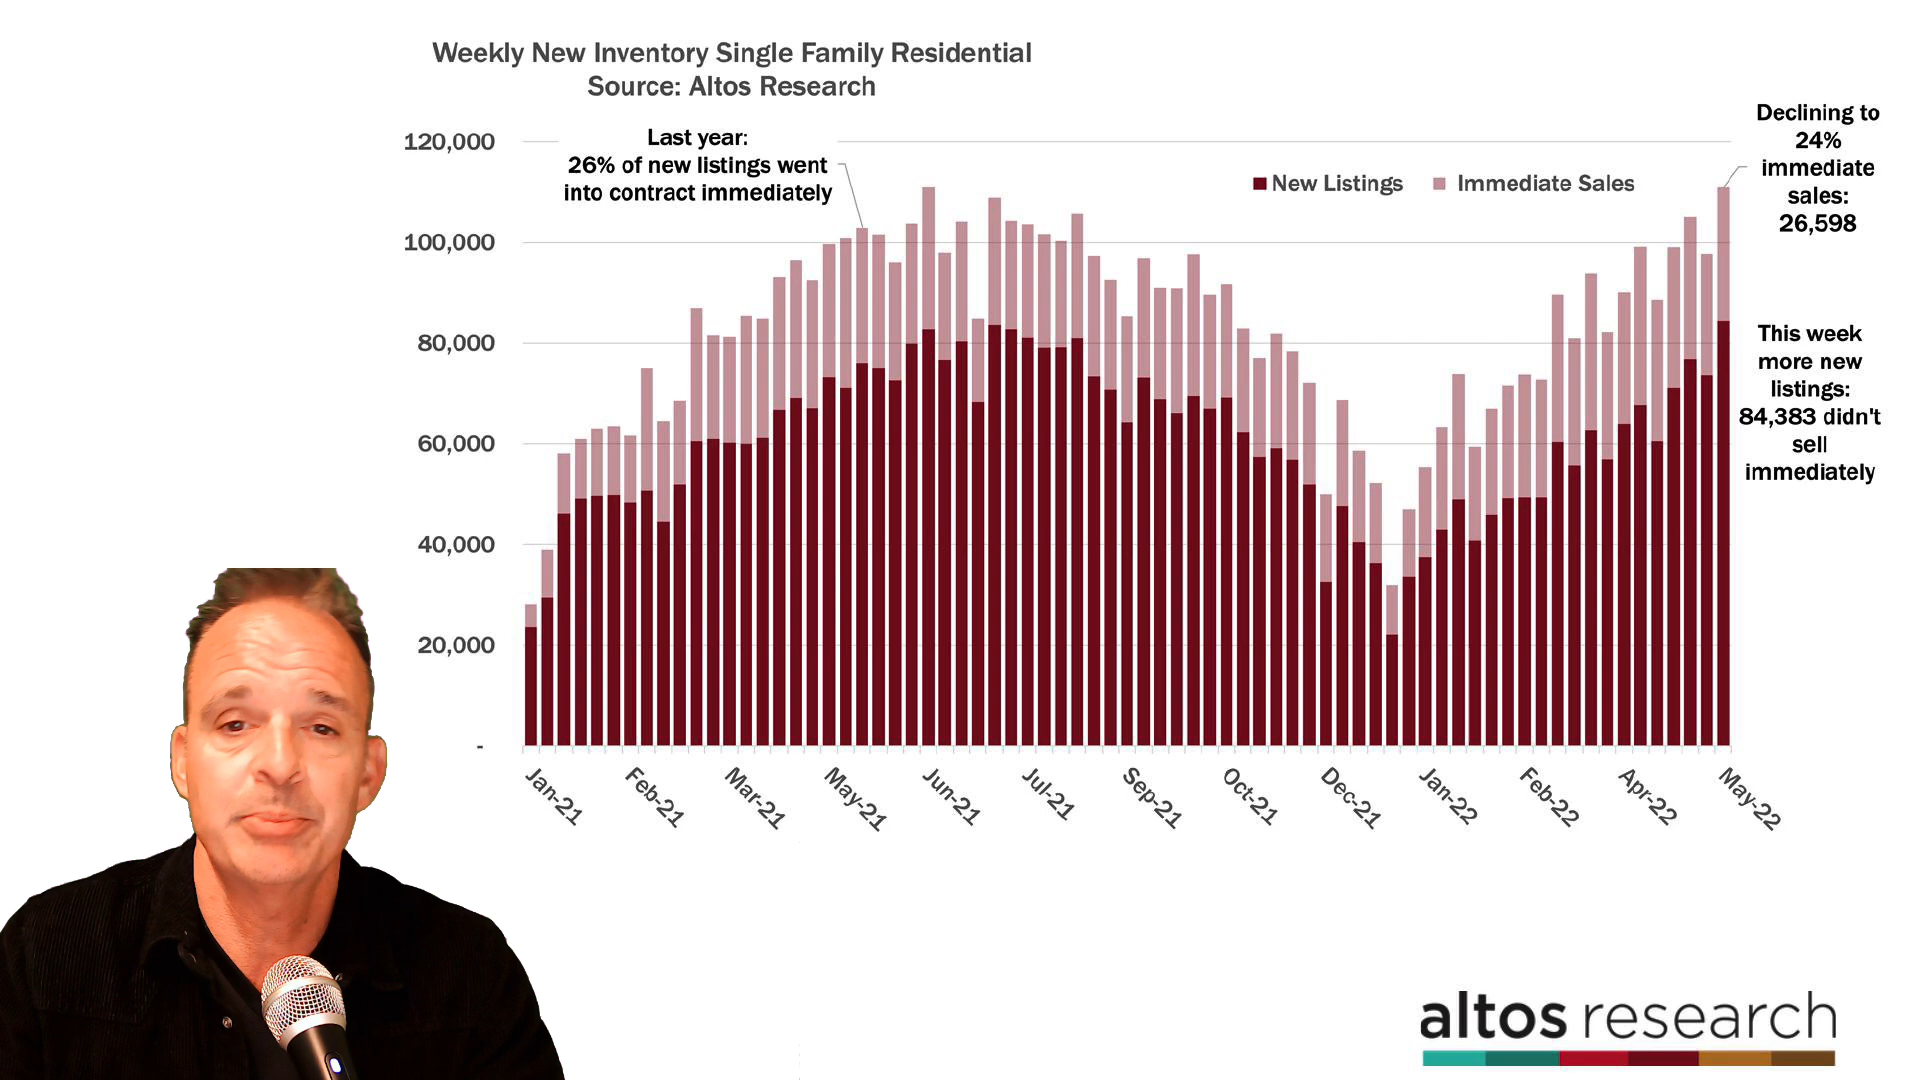 Weekly New Inventory Single Family Residential
Source: Altos Research
120,000
100,000
80,000
60,000
40,000
20,000
-
Last year:
26% of new listings went
into contract immediately
New Listings
Immediate Sales
Declining to
24%
immediate
sales:
26,598
This week
more new
listings:
84,383 didn't
sell
immediately
Jan-21
Feb-21
Mar-21
May-21
Jun-21
Jul-21
Sep-21
Oct-21
Dec-21
Jan-22
Feb-22
Apr-22
May-22
altos research